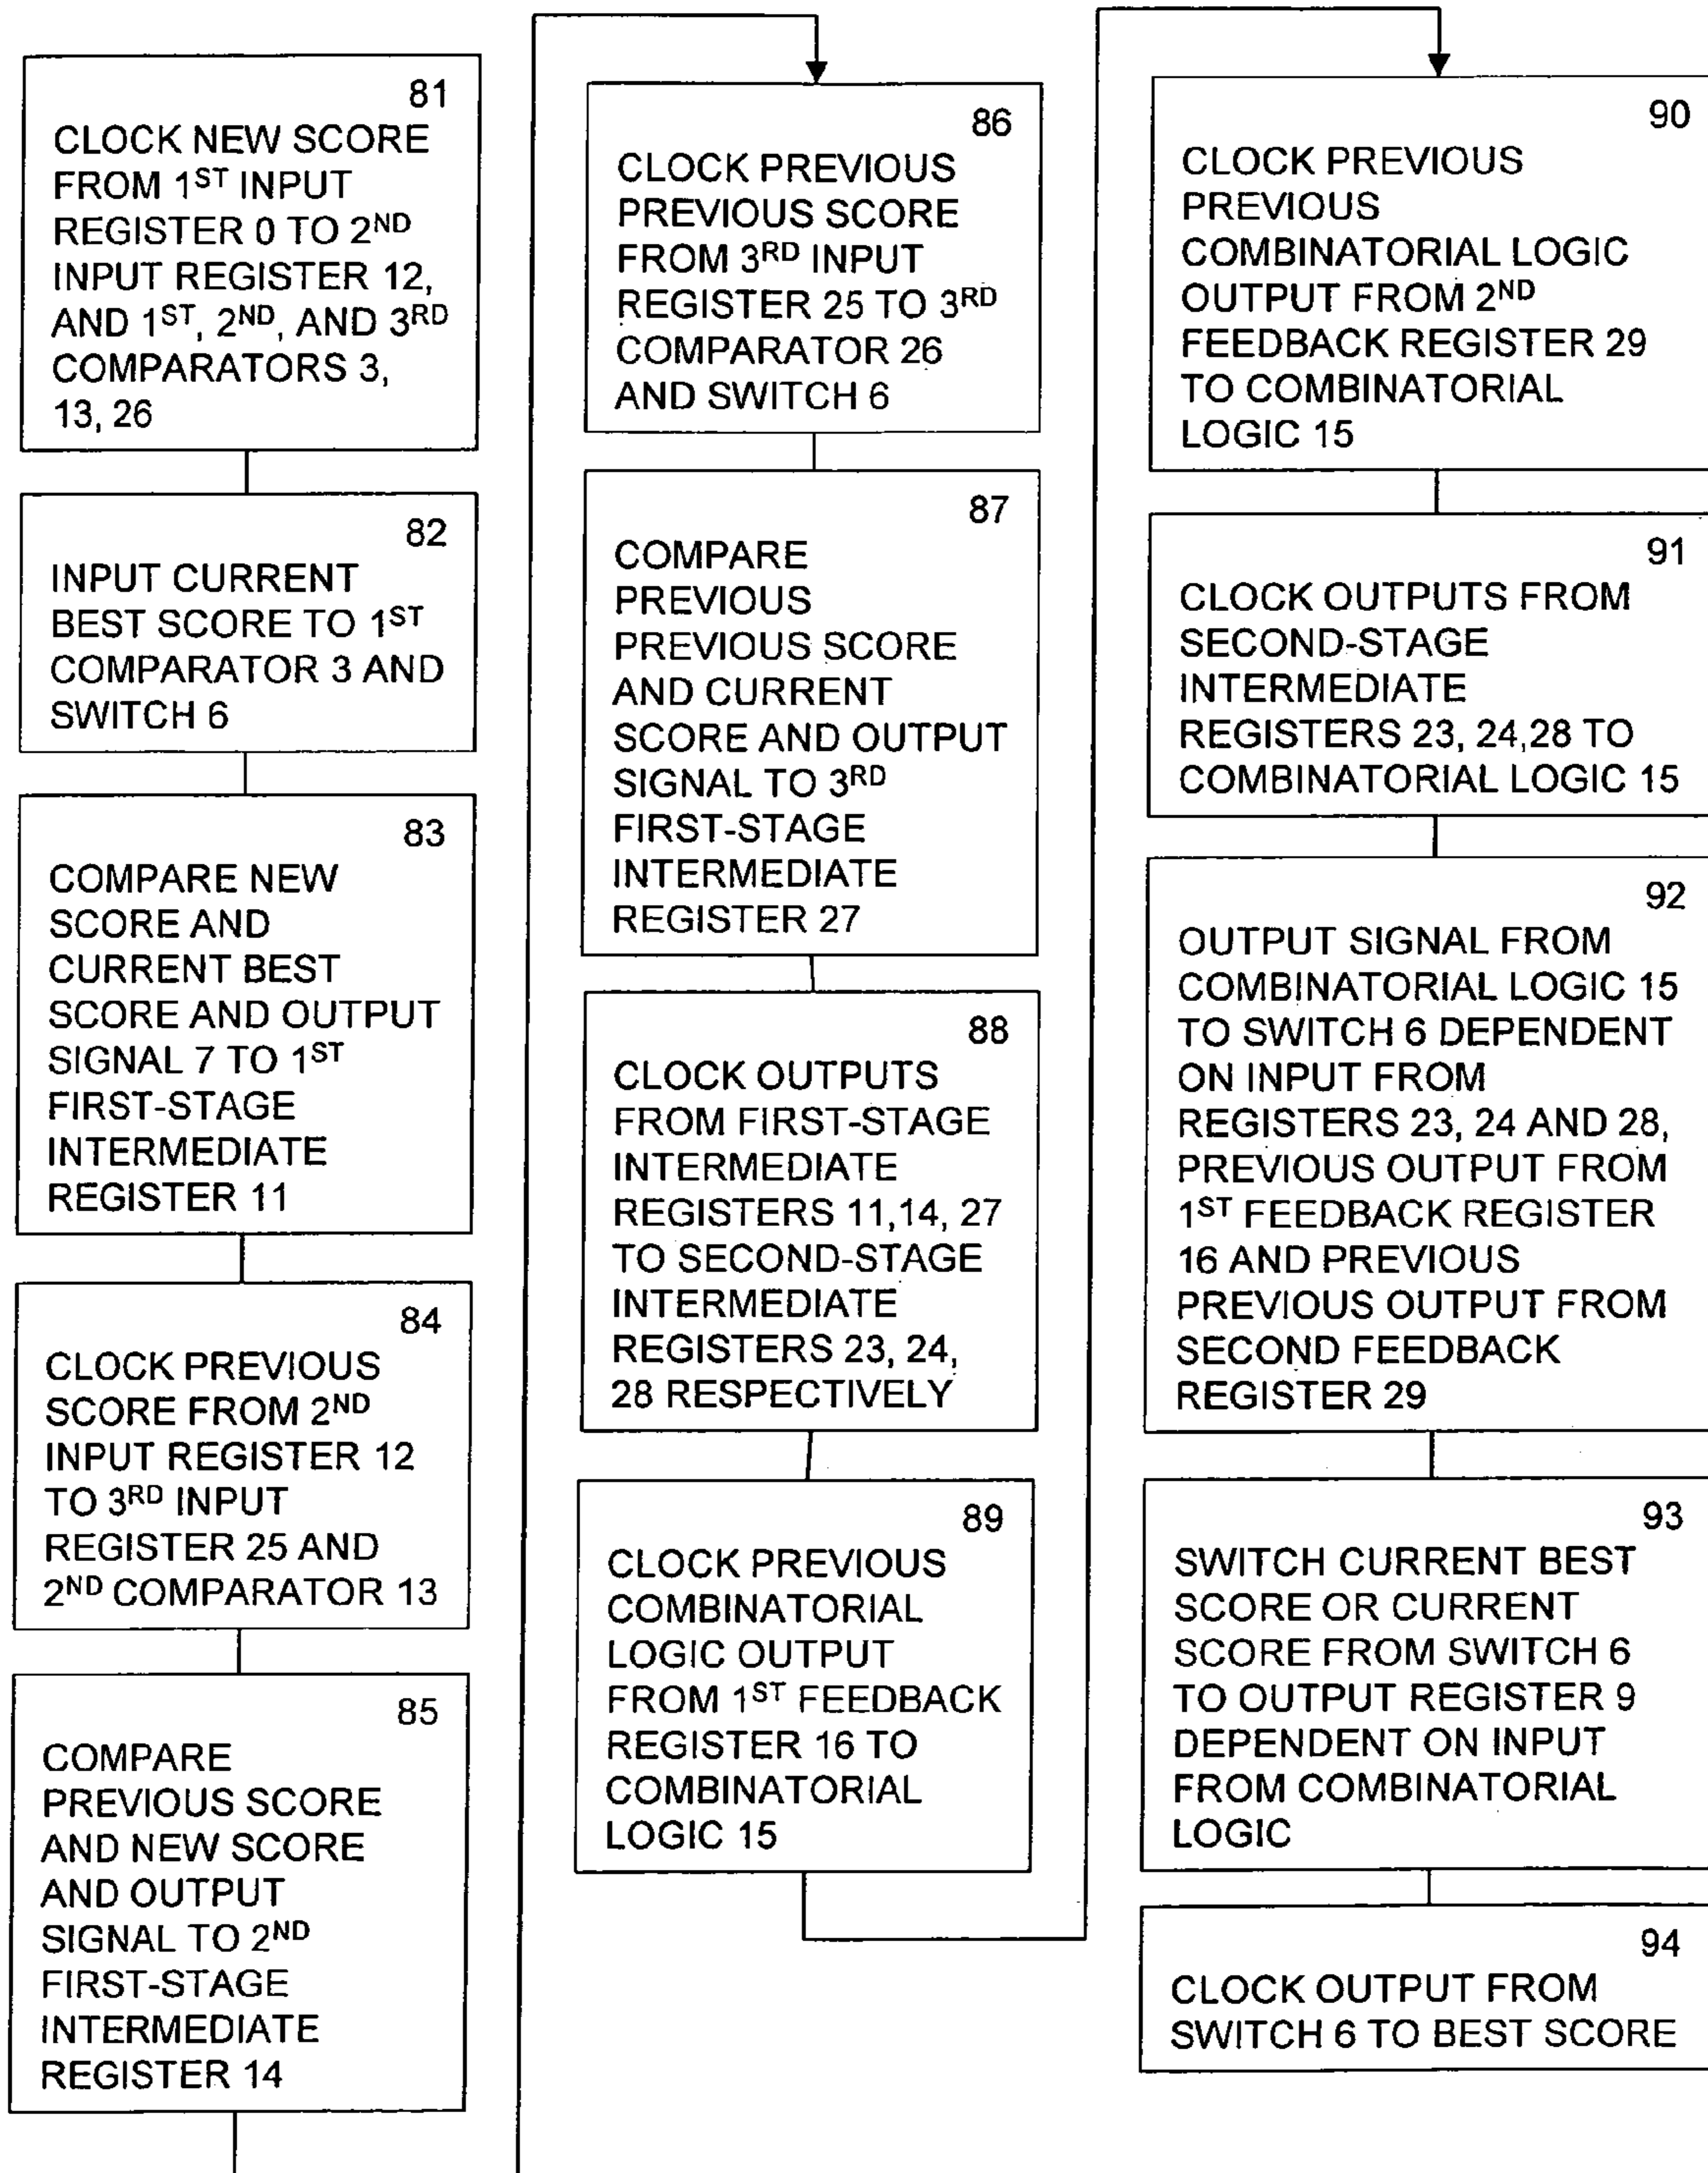 81
CLOCK NEW SCORE
FROM 1ST INPUT
REGISTER 0 TO 2ND
INPUT REGISTER 12,
AND 1ST, 2ND, AND 3RD
COMPARATORS 3,
13, 26
82
INPUT CURRENT
BEST SCORE TO 1ST
COMPARATOR 3 AND
SWITCH 6
83
COMPARE NEW
SCORE AND
CURRENT BEST
SCORE AND OUTPUT
SIGNAL 7 TO 1ST
FIRST-STAGE
INTERMEDIATE
REGISTER 11
84
CLOCK PREVIOUS
SCORE FROM 2ND
INPUT REGISTER 12
TO 3RD INPUT
REGISTER 25 AND
2ND COMPARATOR 13
85
COMPARE
PREVIOUS SCORE
AND NEW SCORE
AND OUTPUT
SIGNAL TO 2ND
FIRST-STAGE
INTERMEDIATE
REGISTER 14
86
CLOCK PREVIOUS
PREVIOUS SCORE
FROM 3RD INPUT
REGISTER 25 TO 3RD
COMPARATOR 26
AND SWITCH 6
87
COMPARE
PREVIOUS
PREVIOUS SCORE
AND CURRENT
SCORE AND OUTPUT
SIGNAL TO 3RD
FIRST-STAGE
INTERMEDIATE
REGISTER 27
88
CLOCK OUTPUTS
FROM FIRST-STAGE
INTERMEDIATE
REGISTERS 11,14, 27
TO SECOND-STAGE
INTERMEDIATE
REGISTERS 23, 24,
28 RESPECTIVELY
89
CLOCK PREVIOUS
COMBINATORIAL
LOGIC OUTPUT
FROM 1ST FEEDBACK
REGISTER 16 TO
COMBINATORIAL
LOGIC 15
90
CLOCK PREVIOUS
PREVIOUS
COMBINATORIAL LOGIC
OUTPUT FROM 2ND
FEEDBACK REGISTER 29
TO COMBINATORIAL
LOGIC 15
91
CLOCK OUTPUTS FROM
SECOND-STAGE
INTERMEDIATE
REGISTERS 23, 24,28 TO
COMBINATORIAL LOGIC 15
92
OUTPUT SIGNAL FROM
COMBINATORIAL LOGIC 15
TO SWITCH 6 DEPENDENT
ON INPUT FROM
REGISTERS 23, 24 AND 28,
PREVIOUS OUTPUT FROM
1ST FEEDBACK REGISTER
16 AND PREVIOUS
PREVIOUS OUTPUT FROM
SECOND FEEDBACK
REGISTER 29
93
SWITCH CURRENT BEST
SCORE OR CURRENT
SCORE FROM SWITCH 6
TO OUTPUT REGISTER 9
DEPENDENT ON INPUT
FROM COMBINATORIAL
LOGIC
94
CLOCK OUTPUT FROM
SWITCH 6 TO BEST SCORE